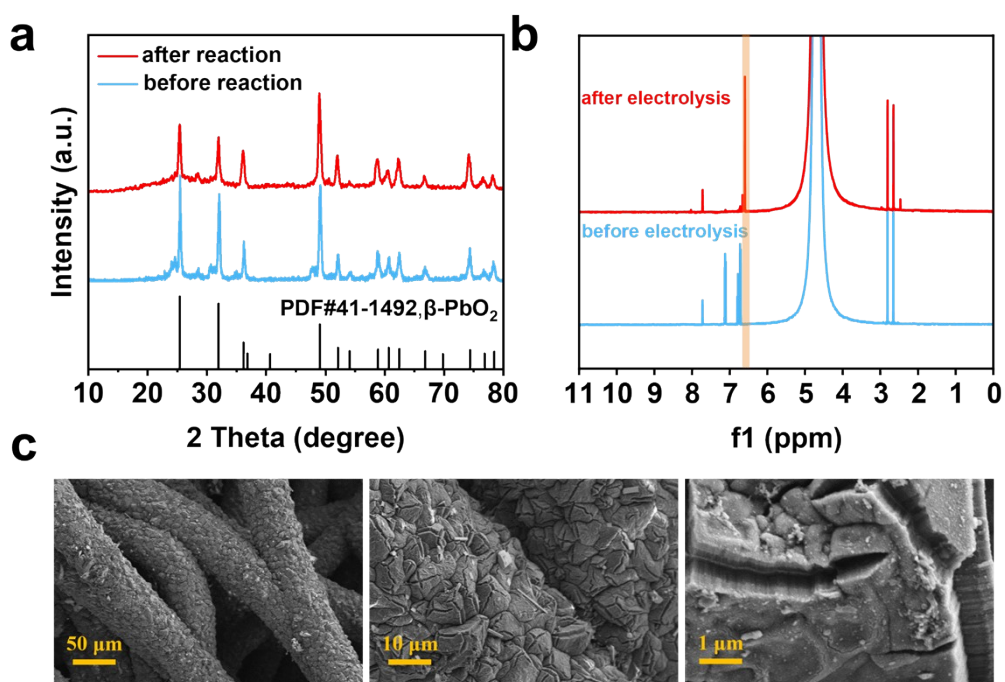 a
after reaction
before reaction
Intensity (a.u.)
PDF#41-1492,β-PbO₂
10 20 30 40 50 60 70 80
2 Theta (degree)
b
after electrolysis
before electrolysis
11 10 9 8 7 6 5 4 3 2 1 0
f1 (ppm)
c
50 μm
10 μm
1 μm